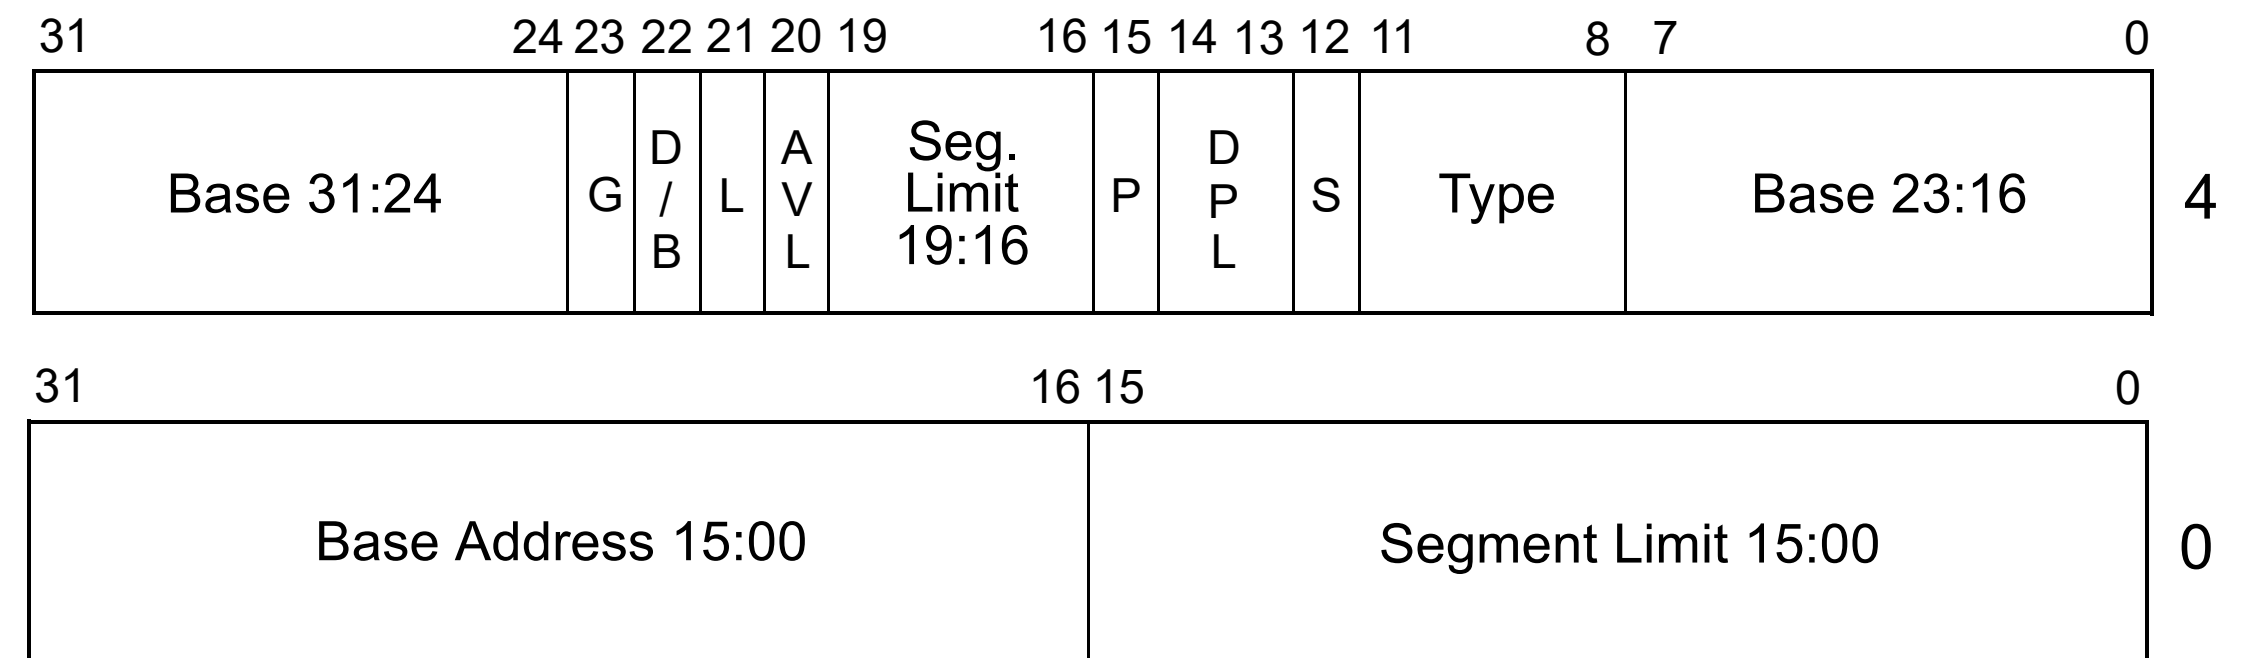 31 24 23 22 21 20 19 16 15 14 13 12 11 8 7 0
Base 31:24 G D/B L AVL Seg. Limit 19:16 P DPL S Type Base 23:16 4
31 16 15 0
Base Address 15:00 Segment Limit 15:00 0